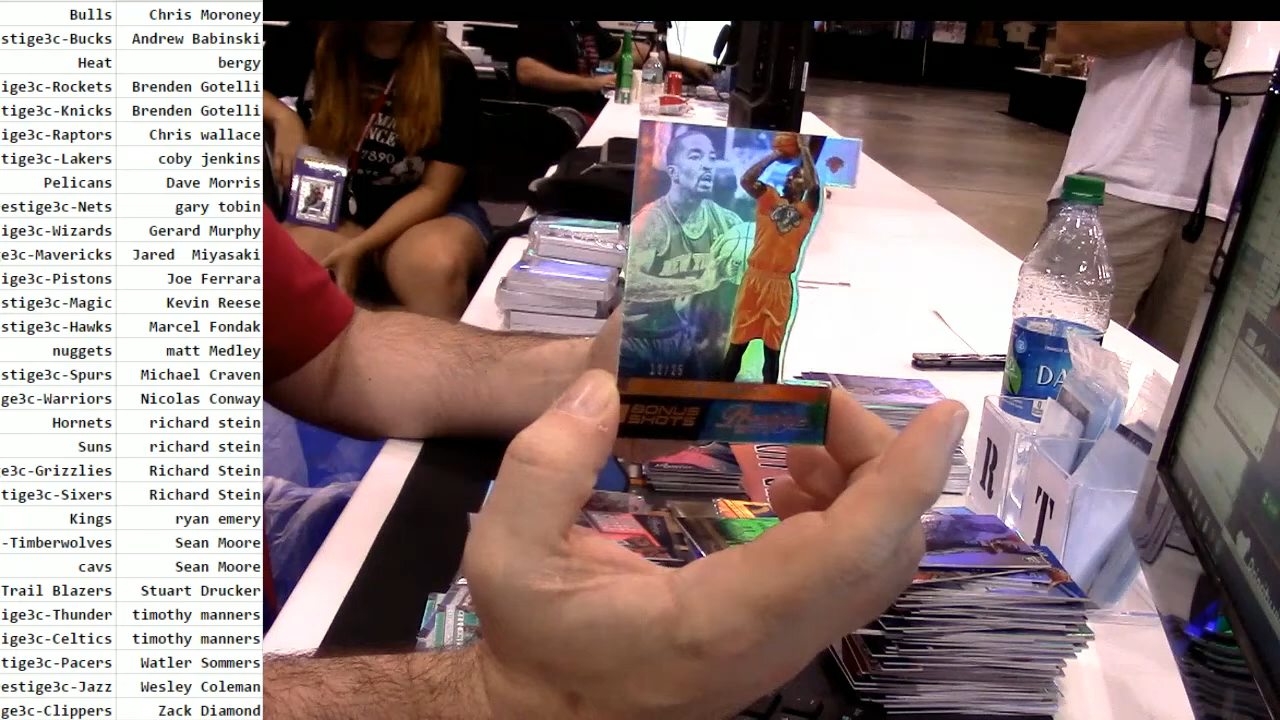 Bulls Chris Moroney
stige3c-Bucks Andrew Babinski
Heat bergy
ige3c-Rockets Brenden Gotelli
ige3c-Knicks Brenden Gotelli
ige3c-Raptors Chris wallace
tige3c-Lakers coby jenkins
Pelicans Dave Morris
estige3c-Nets gary tobin
ige3c-Wizards Gerard Murphy
e3c-Mavericks Jared Miyasaki
ige3c-Pistons Joe Ferrara
stige3c-Magic Kevin Reese
stige3c-Hawks Marcel Fondak
nuggets matt Medley
stige3c-Spurs Michael Craven
e3c-Warriors Nicolas Conway
Hornets richard stein
Suns richard stein
e3c-Grizzlies Richard Stein
tige3c-Sixers Richard Stein
Kings ryan emery
-Timberwolves Sean Moore
cavs Sean Moore
Trail Blazers Stuart Drucker
ige3c-Thunder timothy manners
ige3c-Celtics timothy manners
tige3c-Pacers Watler Sommers
estige3c-Jazz Wesley Coleman
ge3c-Clippers Zack Diamond
7890
BONUS
SHOTS
Prestige
DA
R
T